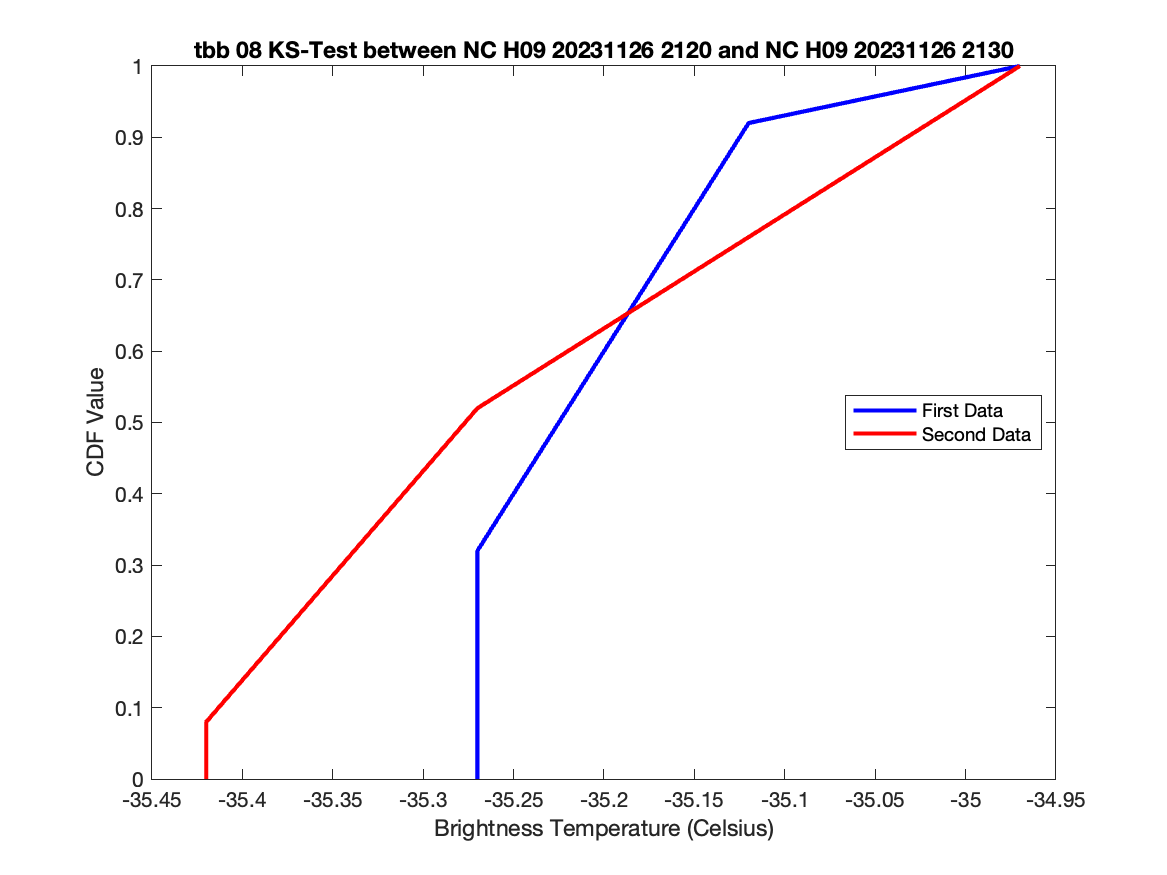 tbb 08 KS-Test between NC H09 20231126 2120 and NC H09 20231126 2130
1
0.9
0.8
0.7
0.6
0.5
0.4
0.3
0.2
0.1
0
CDF Value
First Data
Second Data
-35.45 -35.4 -35.35 -35.3 -35.25 -35.2 -35.15 -35.1 -35.05 -35 -34.95
Brightness Temperature (Celsius)